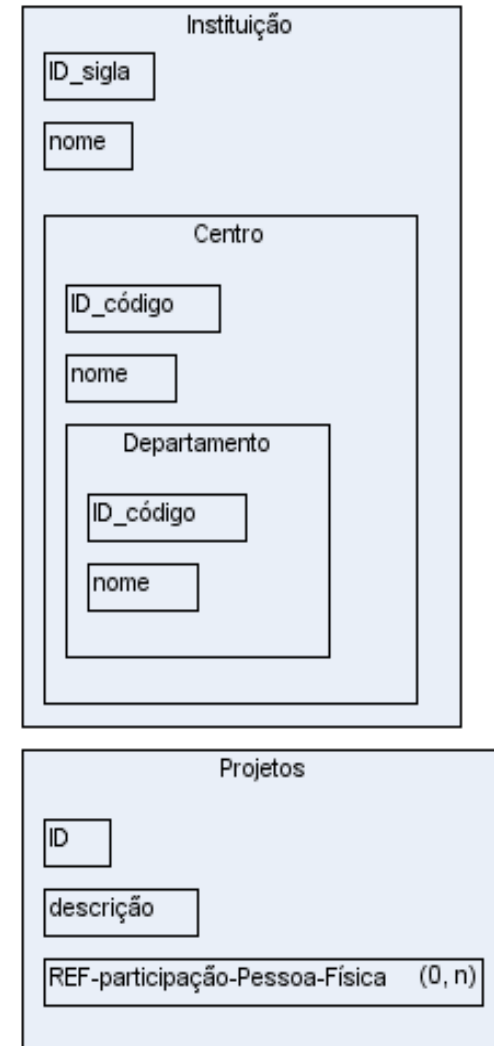 Instituição
ID_sigla
nome
Centro
ID_código
nome
Departamento
ID_código
nome
Projetos
ID
descrição
REF-participação-Pessoa-Física (0, n)